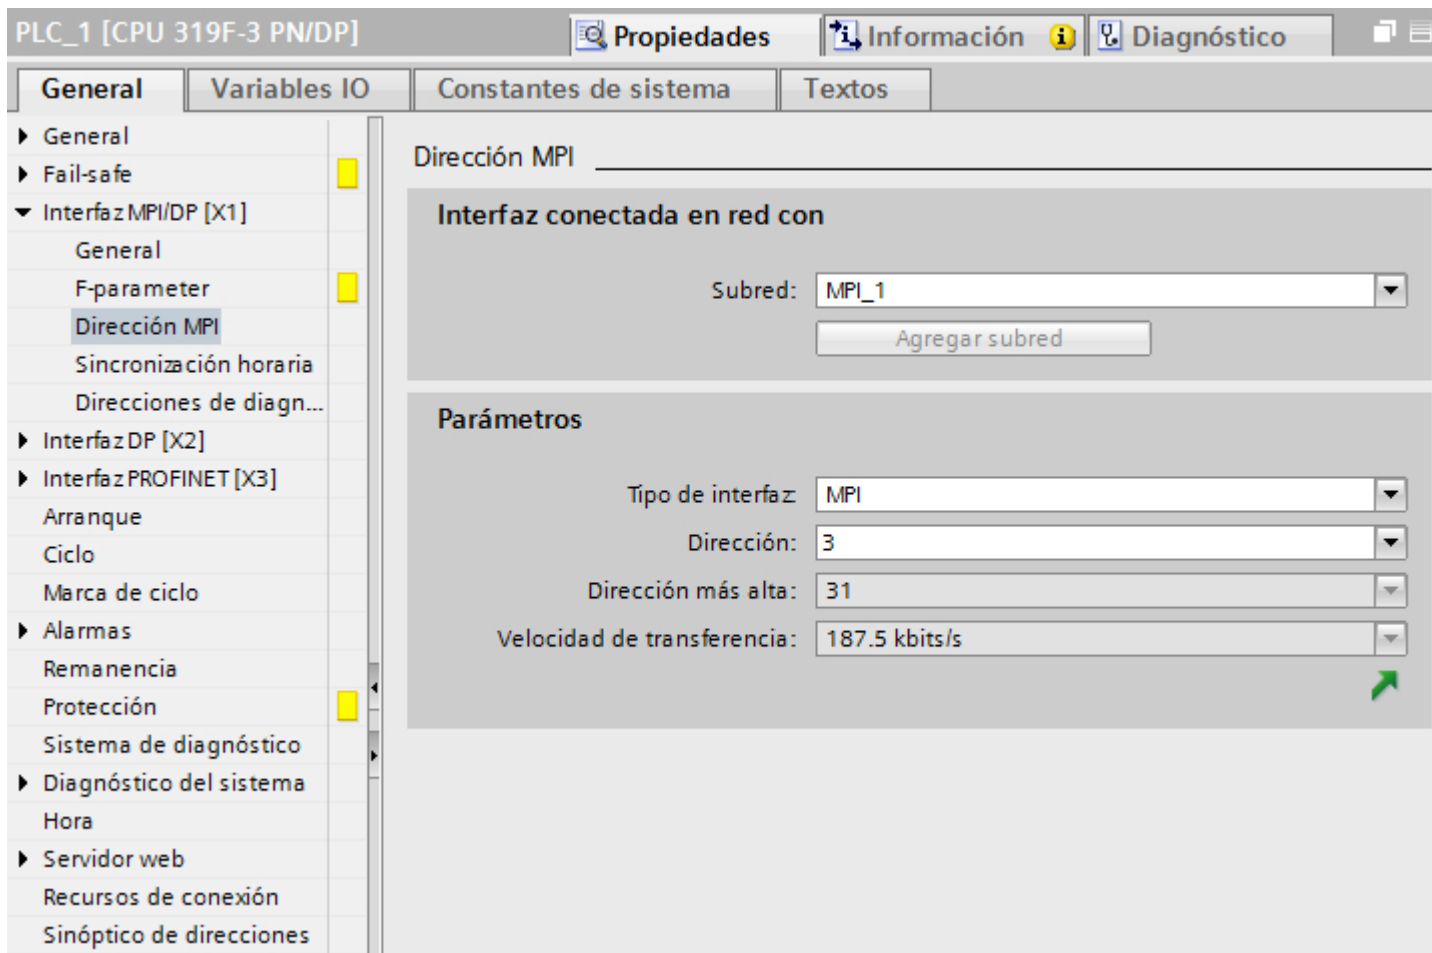 PLC_1 [CPU 319F-3 PN/DP]
Propiedades
Información
Diagnóstico
General
Variables IO
Constantes de sistema
Textos
General
Fail-safe
Interfaz MPI/DP [X1]
General
F-parameter
Dirección MPI
Sincronización horaria
Direcciones de diagn...
Interfaz DP [X2]
Interfaz PROFINET [X3]
Arranque
Ciclo
Marca de ciclo
Alarmas
Remanencia
Protección
Sistema de diagnóstico
Diagnóstico del sistema
Hora
Servidor web
Recursos de conexión
Sinóptico de direcciones
Dirección MPI
Interfaz conectada en red con
Subred: MPI_1
Agregar subred
Parámetros
Tipo de interfaz MPI
Dirección: 3
Dirección más alta: 31
Velocidad de transferencia: 187.5 kbits/s